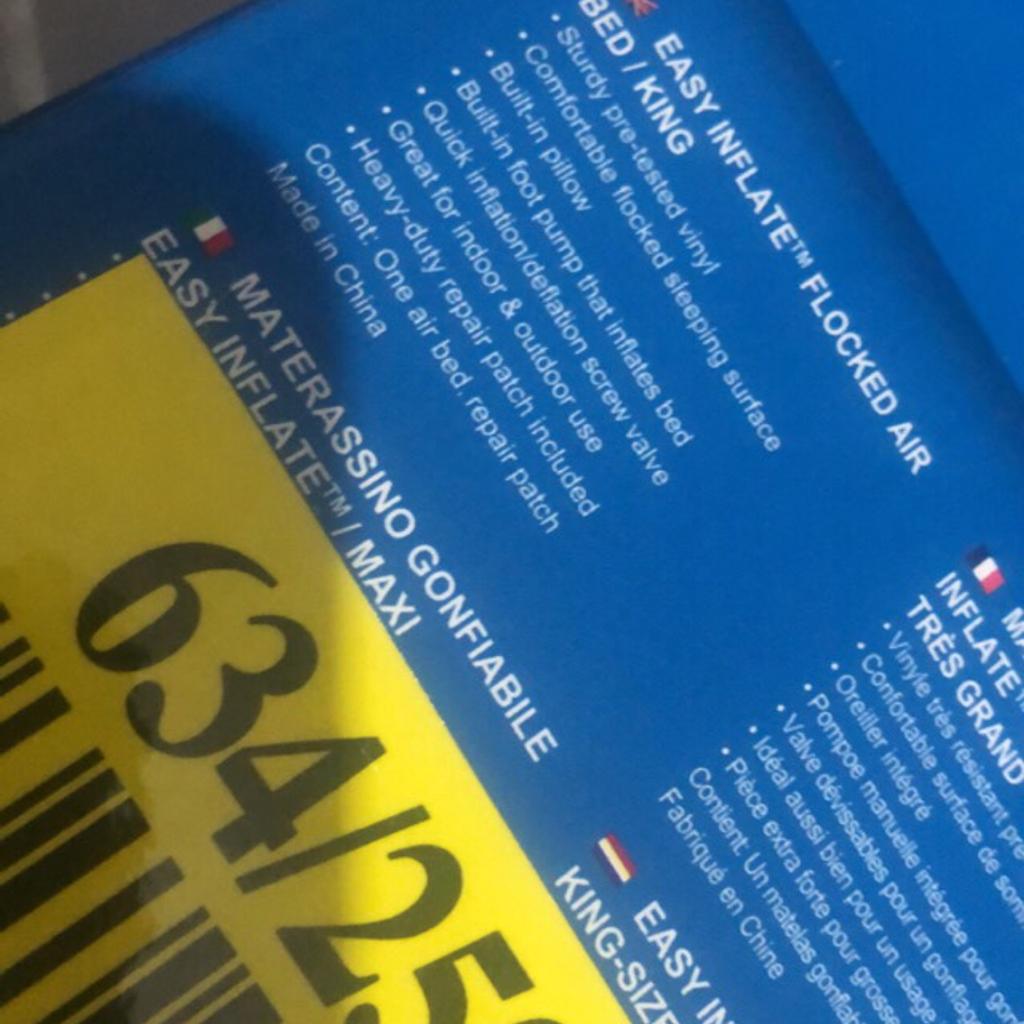 EASY INFLATE™ FLOCKED AIR
BED / KING
• Sturdy pre-tested vinyl
• Comfortable flocked sleeping surface
• Built-in pillow
• Built-in foot pump that inflates bed
• Quick inflation/deflation screw valve
• Great for indoor & outdoor use
• Heavy-duty repair patch included
Content: One air bed, repair patch
Made in China
MATERASSINO GONFIABILE
EASY INFLATE™ / MAXI
INFLATE
TRÈS GRAND
• Vinyle très résistant
• Confortable surface de
• Oreiller intégré
• Pompe manuelle intégrée pour
• Valve dévissables pour un
• Idéal aussi bien pour un usage
• Pièce extra forte pour
Contient: Un matelas
Fabriqué en Chine
EASY
KING-SIZE
634/25